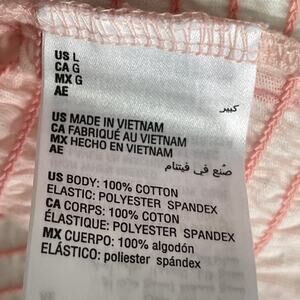 US L
CA G
MX G
AE كبير
US MADE IN VIETNAM
CA FABRIQUÉ AU VIETNAM
MX HECHO EN VIETNAM
AE صُنع في فيتنام
US BODY: 100% COTTON
ELASTIC: POLYESTER SPANDEX
CA CORPS: 100% COTON
ÉLASTIQUE: POLYESTER SPANDEX
MX CUERPO: 100% algodón
ELÁSTICO: poliester spándex